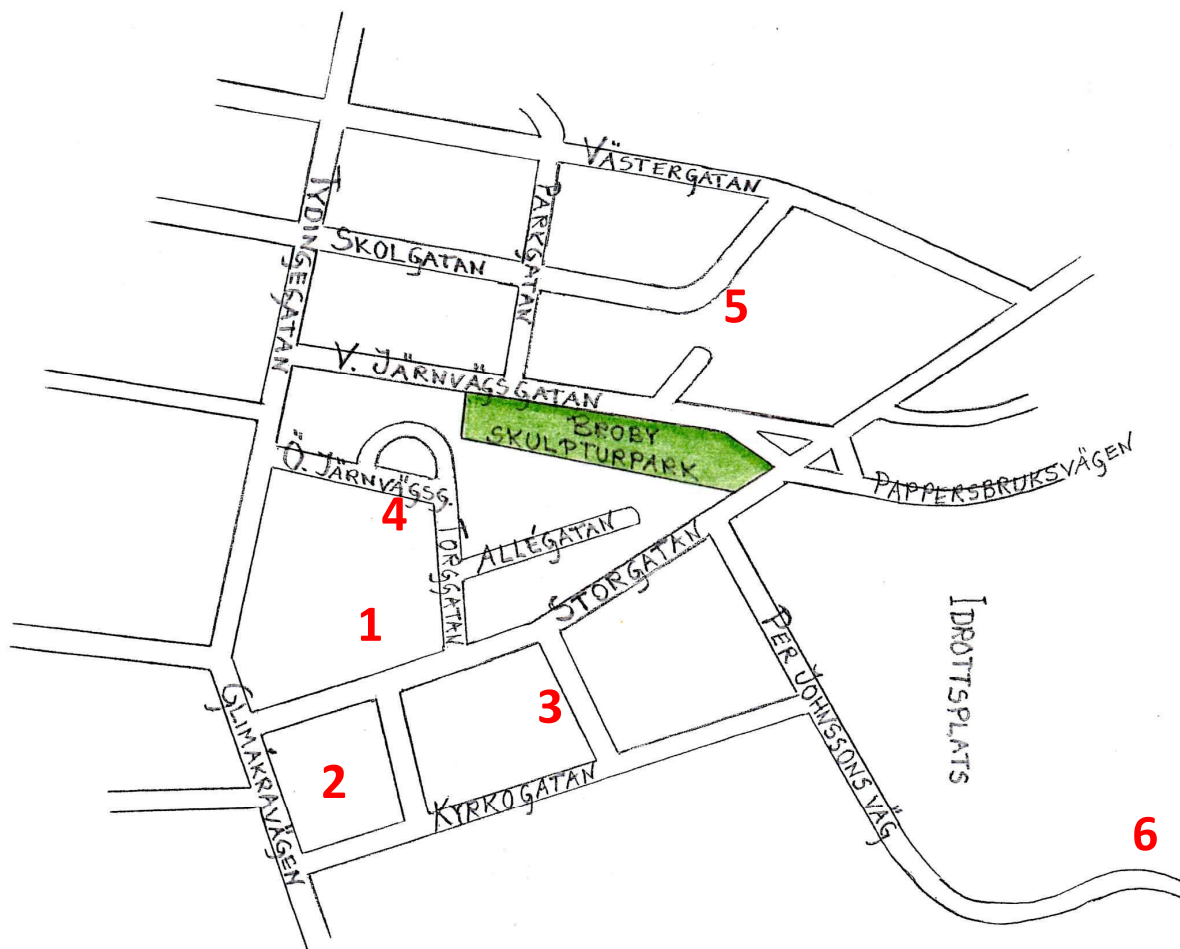 VÄSTERGATAN
TYDINGEGATAN
PARKGATAN
SKOLGATAN
5
V. JÄRNVÄGSGATAN
BROBY
SKULPTURPARK
Ö. JÄRNVÄGSG.
PAPPERSBRUKSVÄGEN
4
TORGGATAN
ALLÉGATAN
STORGATAN
1
IDROTTSPLATS
PER JOHNSSONS VÄG
GLIMÅKRAVÄGEN
3
2
KYRKOGATAN
6